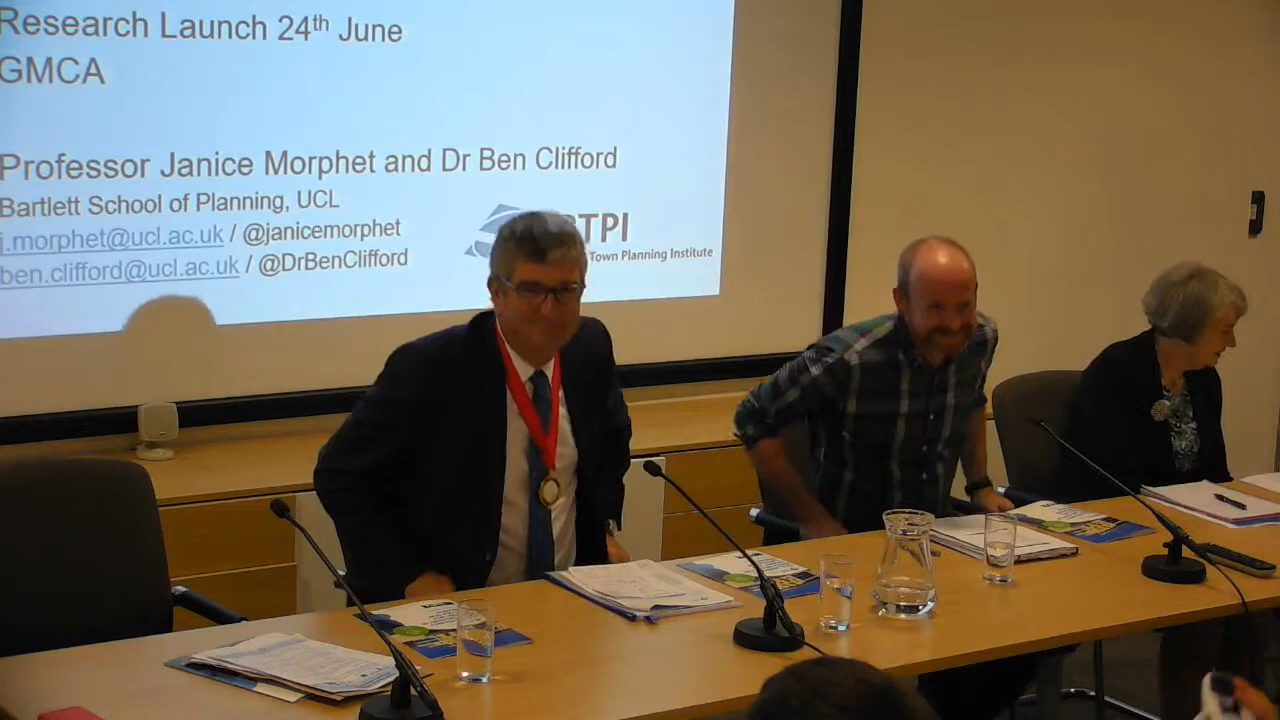 Research Launch 24th June
GMCA
Professor Janice Morphet and Dr Ben Clifford
Bartlett School of Planning, UCL
j.morphet@ucl.ac.uk / @janicemorphet
ben.clifford@ucl.ac.uk / @DrBenClifford
TPI
Town Planning Institute